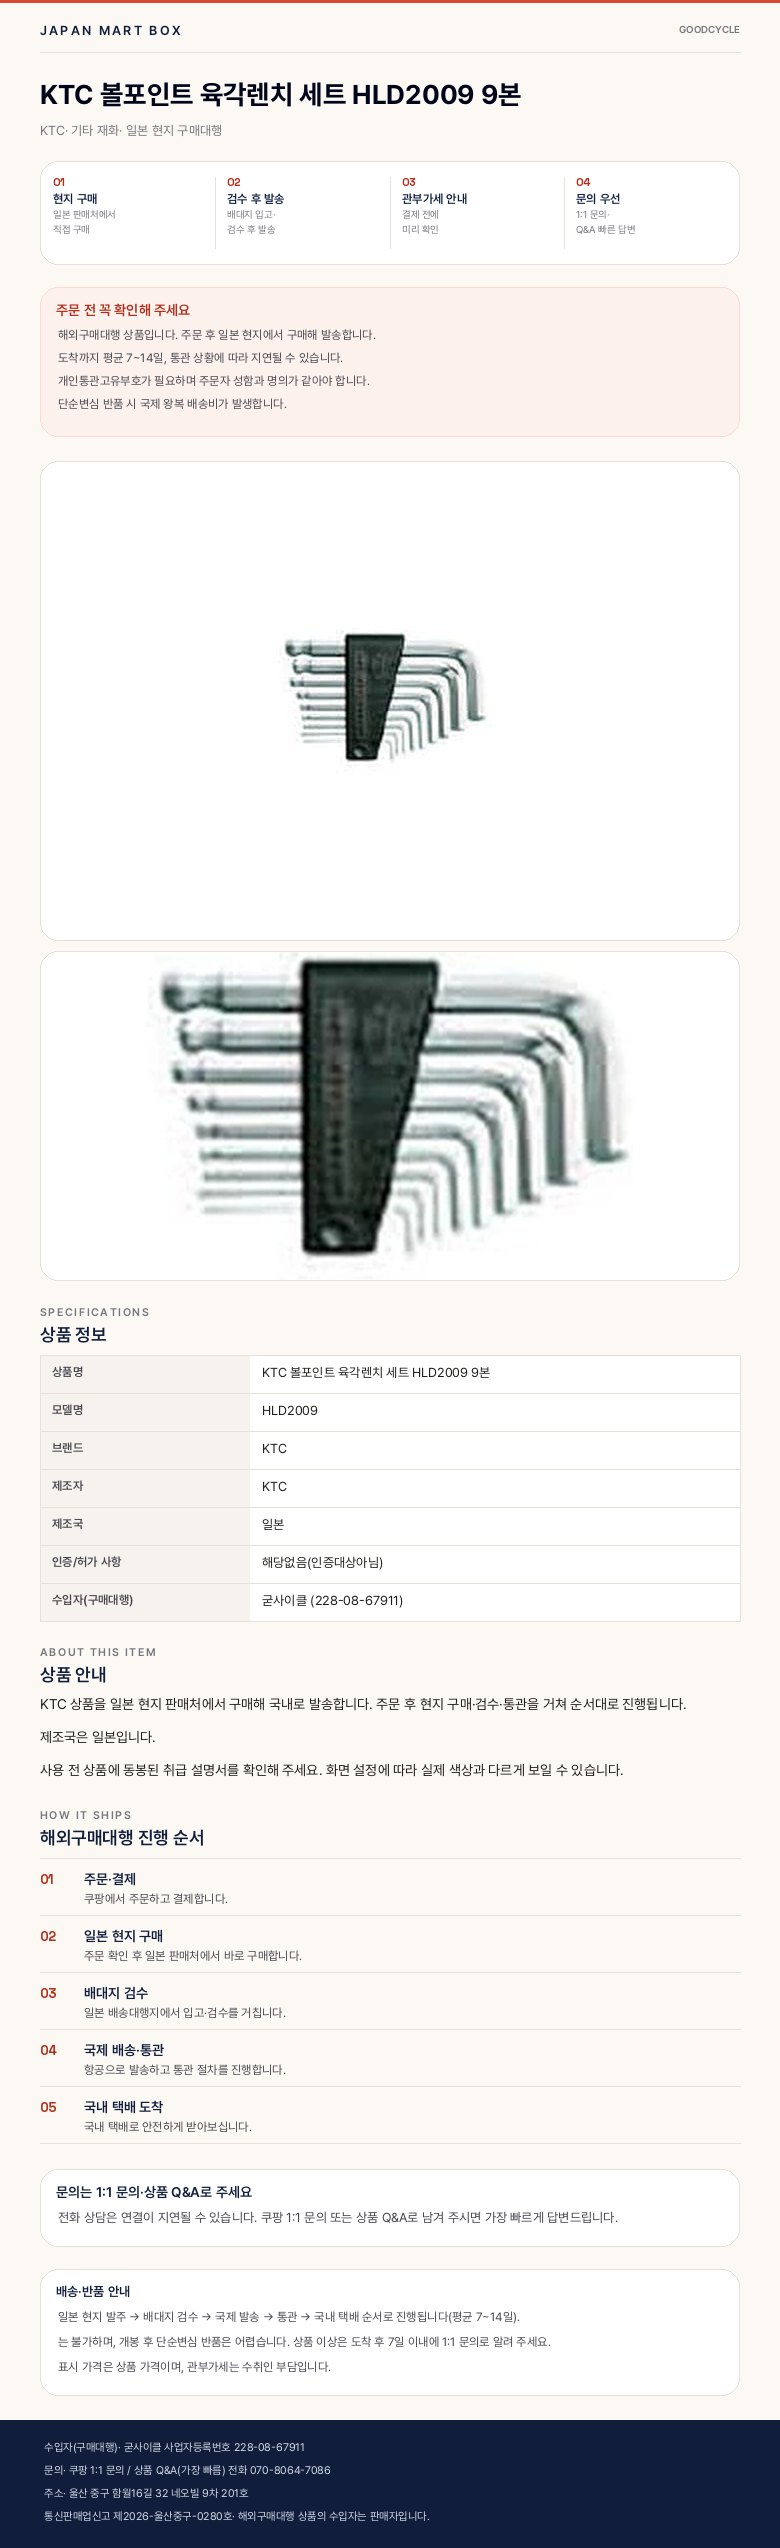 JAPAN MART BOX
GOODCYCLE
KTC 볼포인트 육각렌치 세트 HLD2009 9본
KTC· 기타 재화· 일본 현지 구매대행
01
현지 구매
일본 판매처에서
직접 구매
02
검수 후 발송
배대지 입고·
검수 후 발송
03
관부가세 안내
결제 전에
미리 확인
04
문의 우선
1:1 문의·
Q&A 빠른 답변
주문 전 꼭 확인해 주세요
해외구매대행 상품입니다. 주문 후 일본 현지에서 구매해 발송합니다.
도착까지 평균 7~14일, 통관 상황에 따라 지연될 수 있습니다.
개인통관고유부호가 필요하며 주문자 성함과 명의가 같아야 합니다.
단순변심 반품 시 국제 왕복 배송비가 발생합니다.
SPECIFICATIONS
상품 정보
상품명 KTC 볼포인트 육각렌치 세트 HLD2009 9본
모델명 HLD2009
브랜드 KTC
제조자 KTC
제조국 일본
인증/허가 사항 해당없음(인증대상아님)
수입자(구매대행) 굳사이클 (228-08-67911)
ABOUT THIS ITEM
상품 안내
KTC 상품을 일본 현지 판매처에서 구매해 국내로 발송합니다. 주문 후 현지 구매·검수·통관을 거쳐 순서대로 진행됩니다.
제조국은 일본입니다.
사용 전 상품에 동봉된 취급 설명서를 확인해 주세요. 화면 설정에 따라 실제 색상과 다르게 보일 수 있습니다.
HOW IT SHIPS
해외구매대행 진행 순서
01 주문·결제
쿠팡에서 주문하고 결제합니다.
02 일본 현지 구매
주문 확인 후 일본 판매처에서 바로 구매합니다.
03 배대지 검수
일본 배송대행지에서 입고·검수를 거칩니다.
04 국제 배송·통관
항공으로 발송하고 통관 절차를 진행합니다.
05 국내 택배 도착
국내 택배로 안전하게 받아보십니다.
문의는 1:1 문의·상품 Q&A로 주세요
전화 상담은 연결이 지연될 수 있습니다. 쿠팡 1:1 문의 또는 상품 Q&A로 남겨 주시면 가장 빠르게 답변드립니다.
배송·반품 안내
일본 현지 발주 → 배대지 검수 → 국제 발송 → 통관 → 국내 택배 순서로 진행됩니다(평균 7~14일).
는 불가하며, 개봉 후 단순변심 반품은 어렵습니다. 상품 이상은 도착 후 7일 이내에 1:1 문의로 알려 주세요.
표시 가격은 상품 가격이며, 관부가세는 수취인 부담입니다.
수입자(구매대행)· 굳사이클 사업자등록번호 228-08-67911
문의· 쿠팡 1:1 문의 / 상품 Q&A(가장 빠름) 전화 070-8064-7086
주소· 울산 중구 함월16길 32 네오빌 9차 201호
통신판매업신고 제2026-울산중구-0280호· 해외구매대행 상품의 수입자는 판매자입니다.